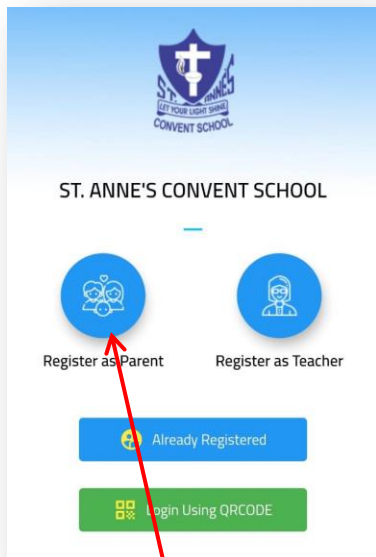 ST. ANNE'S
LET YOUR LIGHT SHINE
CONVENT SCHOOL
ST. ANNE'S CONVENT SCHOOL
Register as Parent
Register as Teacher
Already Registered
Login Using QRCODE